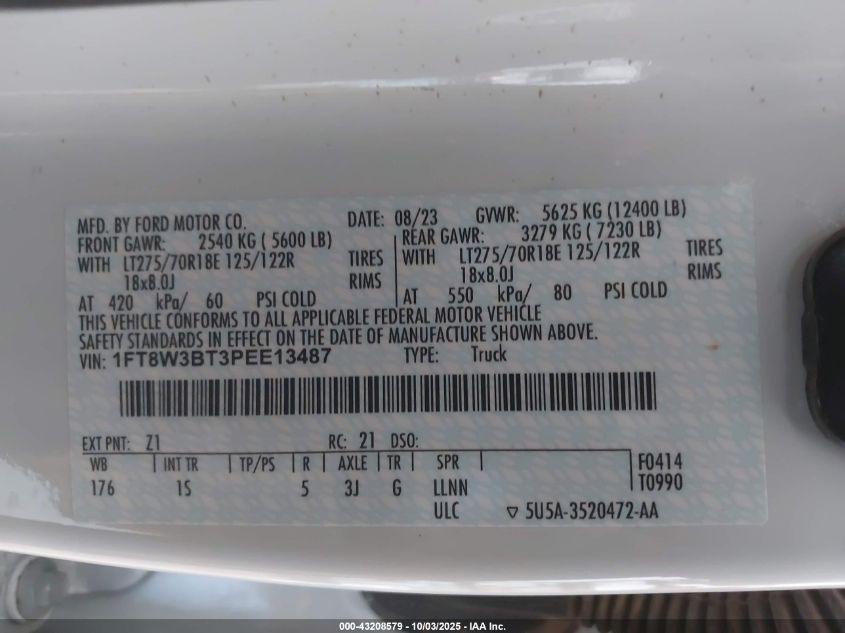 MFD. BY FORD MOTOR CO. DATE: 08/23 GVWR: 5625 KG (12400 LB)
FRONT GAWR: 2540 KG ( 5600 LB) REAR GAWR: 3279 KG ( 7230 LB)
WITH LT275/70R18E 125/122R TIRES WITH LT275/70R18E 125/122R TIRES
18x8.0J RIMS 18x8.0J RIMS
AT 420 kPa/ 60 PSI COLD AT 550 kPa/ 80 PSI COLD
THIS VEHICLE CONFORMS TO ALL APPLICABLE FEDERAL MOTOR VEHICLE
SAFETY STANDARDS IN EFFECT ON THE DATE OF MANUFACTURE SHOWN ABOVE.
VIN: 1FT8W3BT3PEE13487 TYPE: Truck
EXT PNT: Z1 RC: 21 DSO:
WB INT TR TP/PS R AXLE TR SPR F0414
176 1S 5 3J G LLNN T0990
ULC ▽ 5U5A-3520472-AA
000-43208579 - 10/03/2025 - IAA Inc.